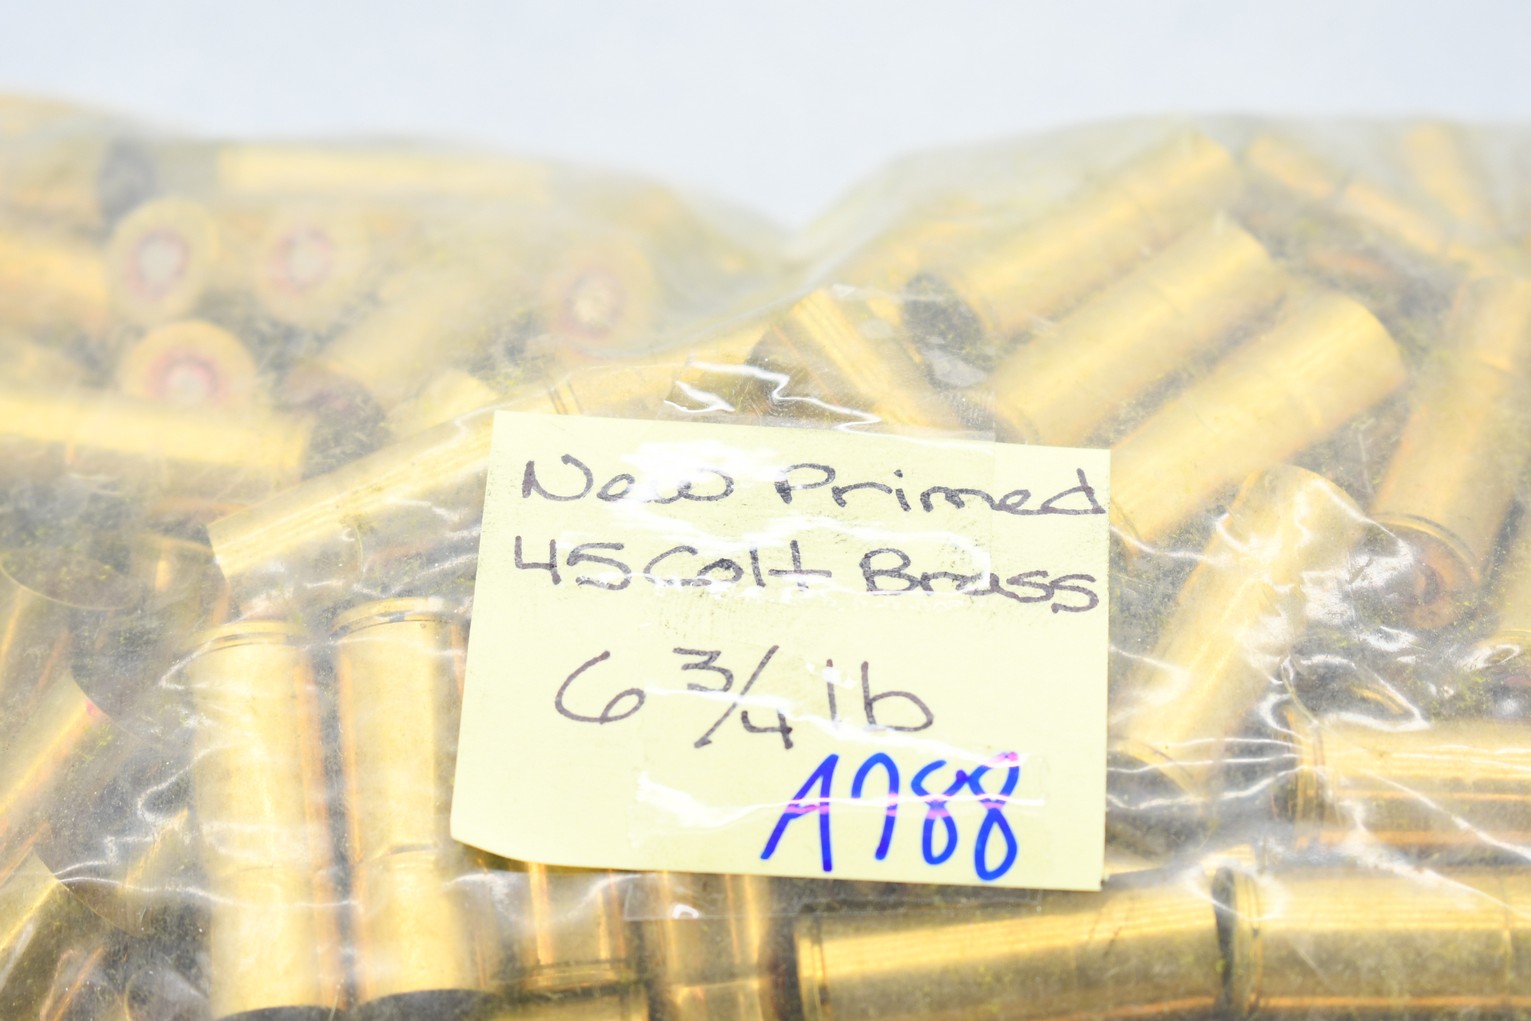 New Primed
45 Colt Brass
6 3/4 lb
A788